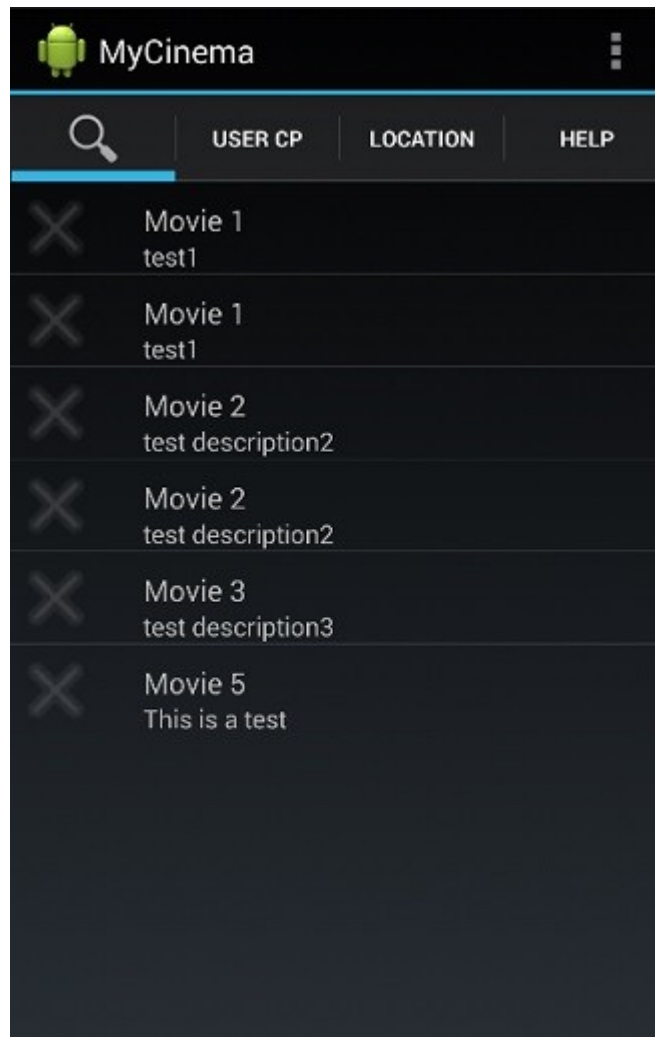 MyCinema
USER CP LOCATION HELP
Movie 1
test1
Movie 1
test1
Movie 2
test description2
Movie 2
test description2
Movie 3
test description3
Movie 5
This is a test